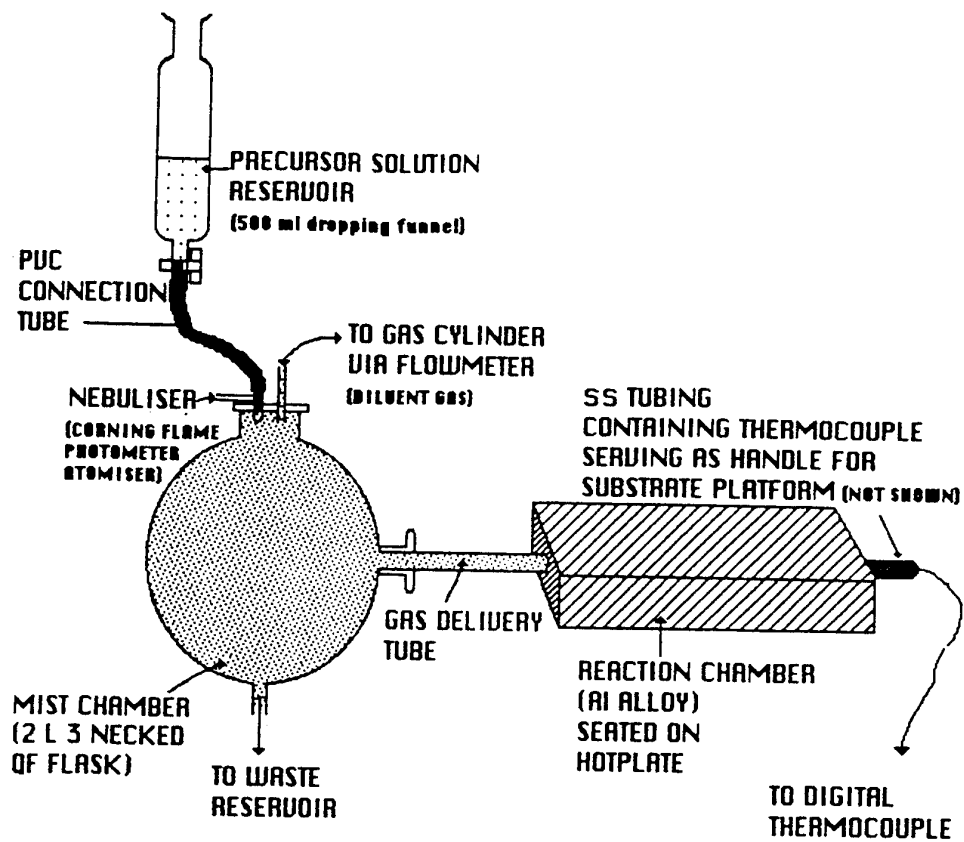 PRECURSOR SOLUTION
RESERVOIR
(500 ml dropping funnel)
PVC
CONNECTION
TUBE
TO GAS CYLINDER
VIA FLOWMETER
(DILUENT GAS)
NEBULISER
(CORNING FLAME
PHOTOMETER
ATOMISER)
SS TUBING
CONTAINING THERMOCOUPLE
SERVING AS HANDLE FOR
SUBSTRATE PLATFORM (NOT SHOWN)
GAS DELIVERY
TUBE
REACTION CHAMBER
(Al ALLOY)
SEATED ON
HOTPLATE
MIST CHAMBER
(2 L 3 NECKED
QF FLASK)
TO WASTE
RESERVOIR
TO DIGITAL
THERMOCOUPLE